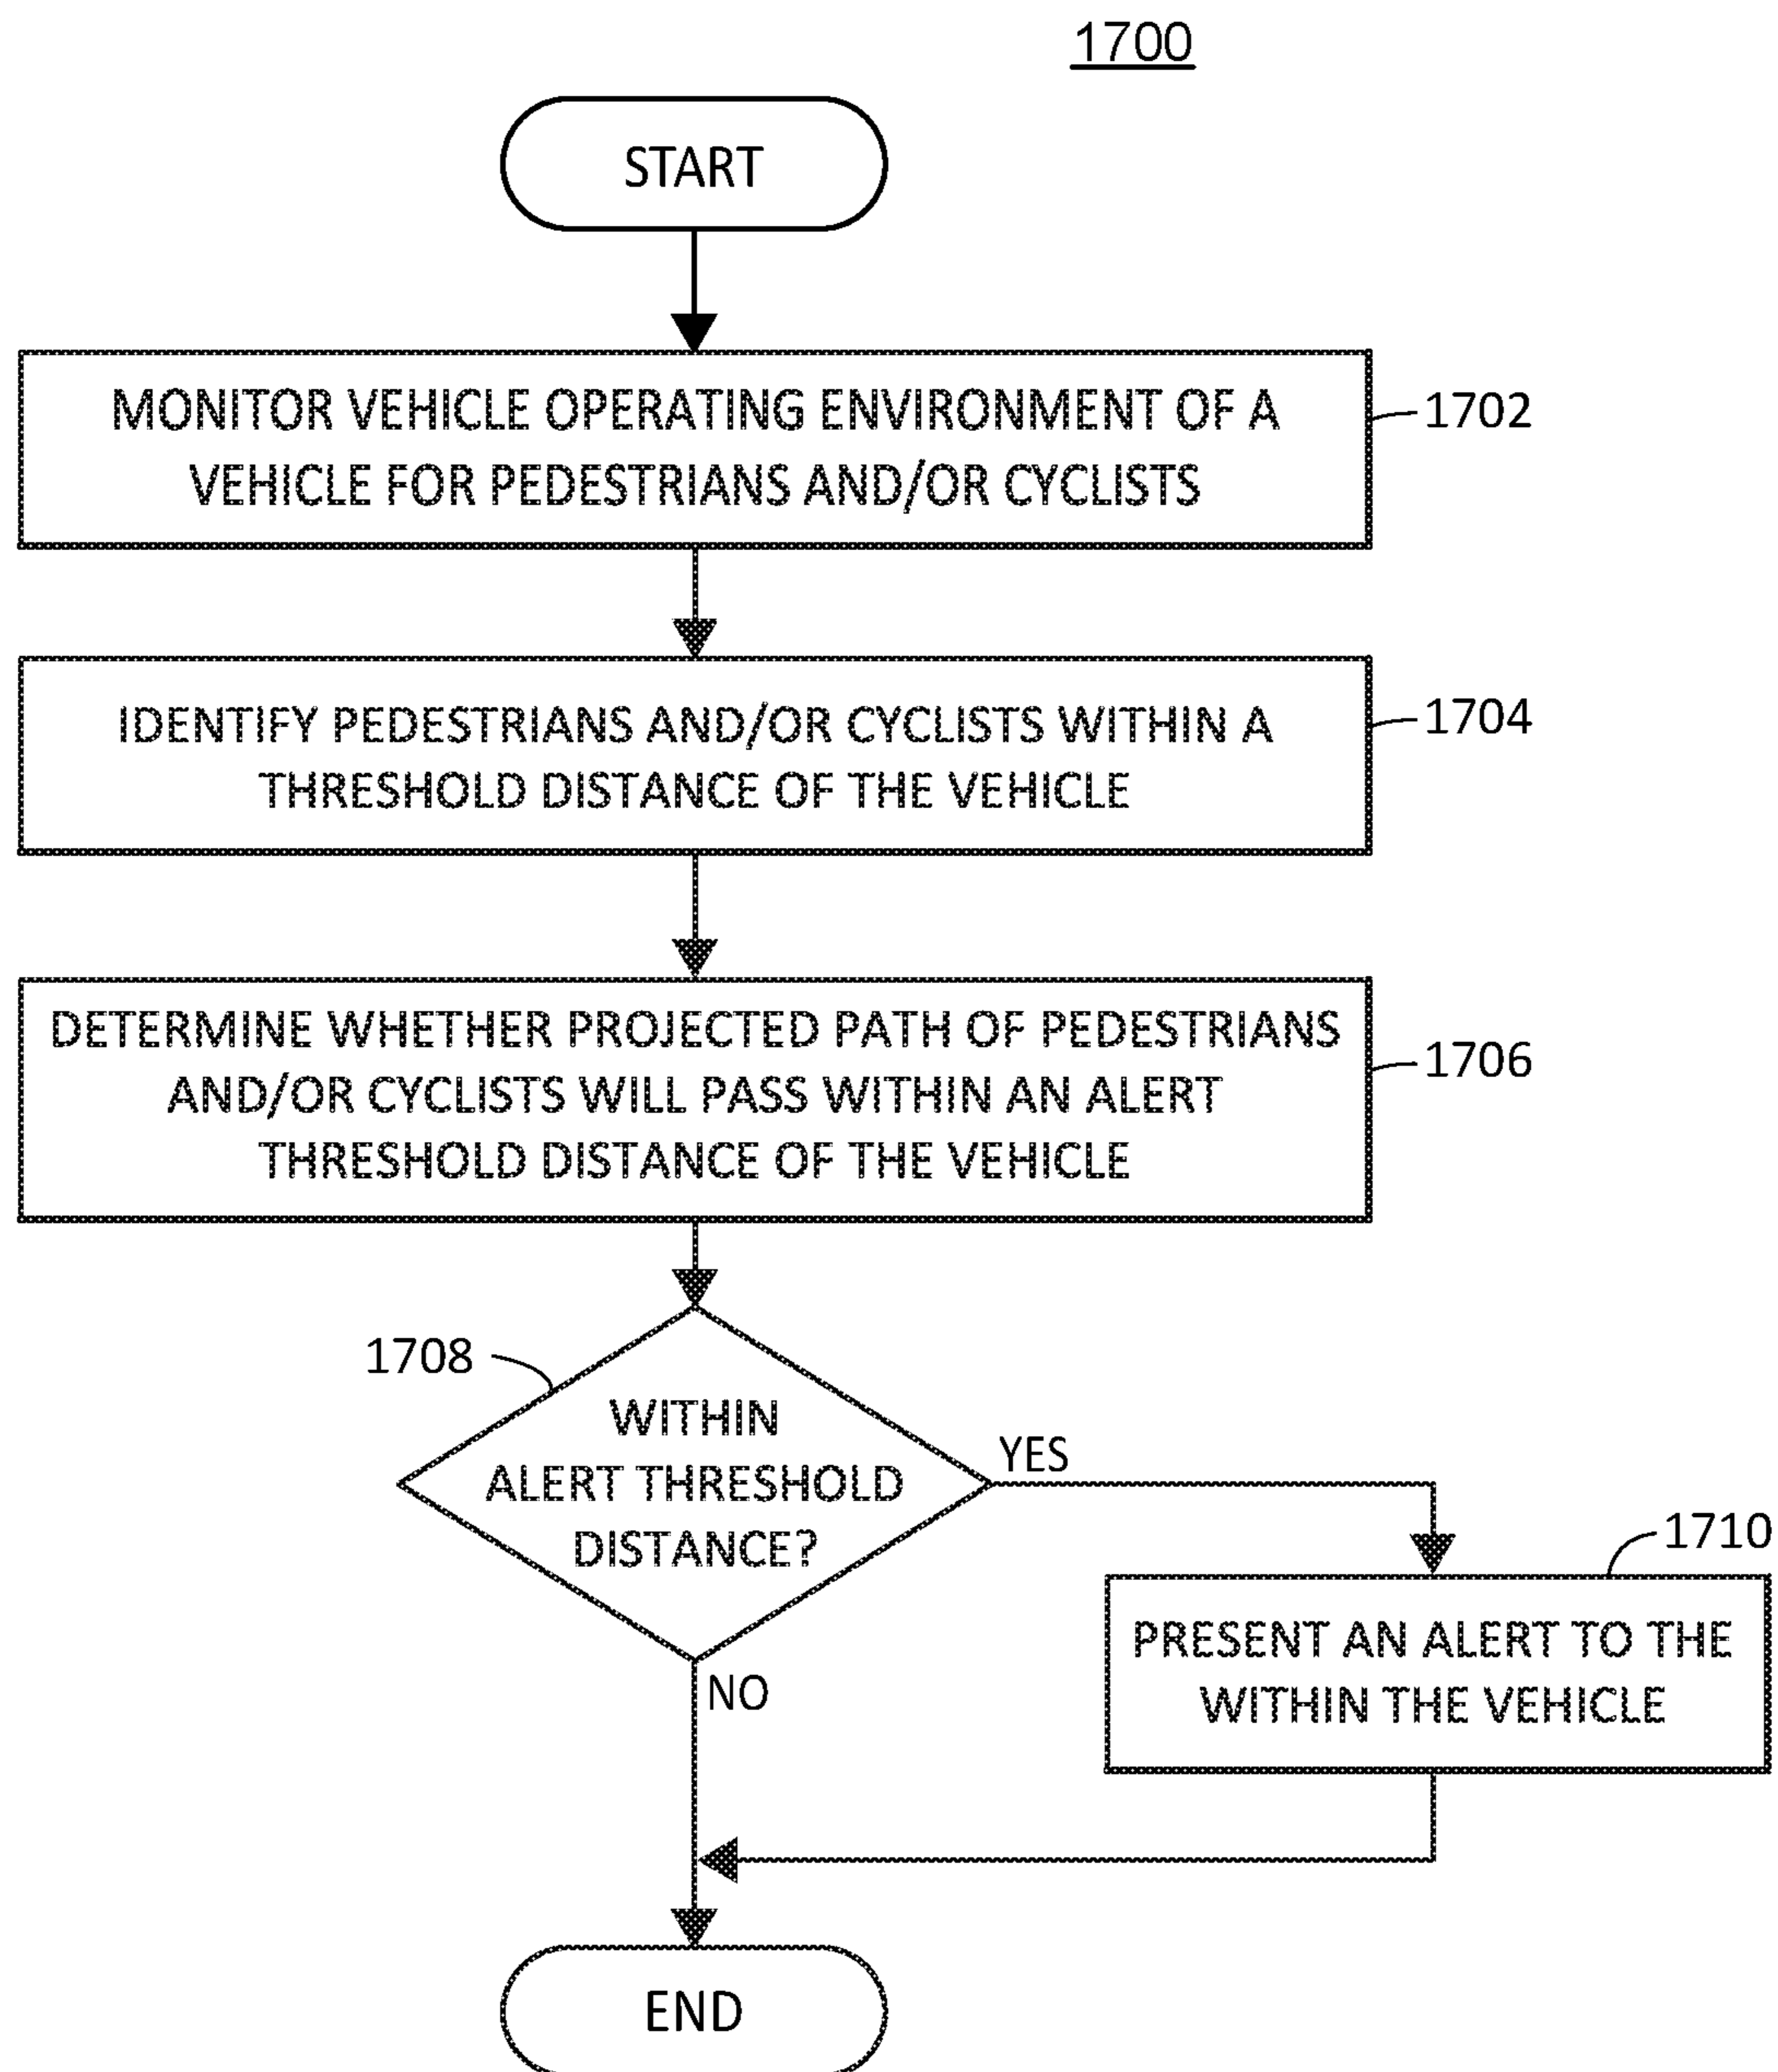 1700
START
MONITOR VEHICLE OPERATING ENVIRONMENT OF A
VEHICLE FOR PEDESTRIANS AND/OR CYCLISTS
1702
IDENTIFY PEDESTRIANS AND/OR CYCLISTS WITHIN A
THRESHOLD DISTANCE OF THE VEHICLE
1704
DETERMINE WHETHER PROJECTED PATH OF PEDESTRIANS
AND/OR CYCLISTS WILL PASS WITHIN AN ALERT
THRESHOLD DISTANCE OF THE VEHICLE
1706
1708
WITHIN
ALERT THRESHOLD
DISTANCE?
YES
1710
PRESENT AN ALERT TO THE
WITHIN THE VEHICLE
NO
END